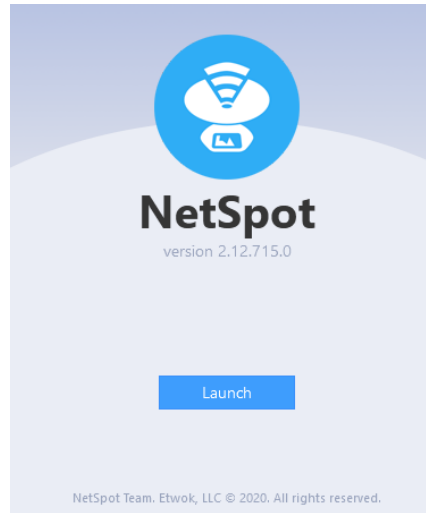 NetSpot
version 2.12.715.0
Launch
NetSpot Team. Etwok, LLC © 2020. All rights reserved.